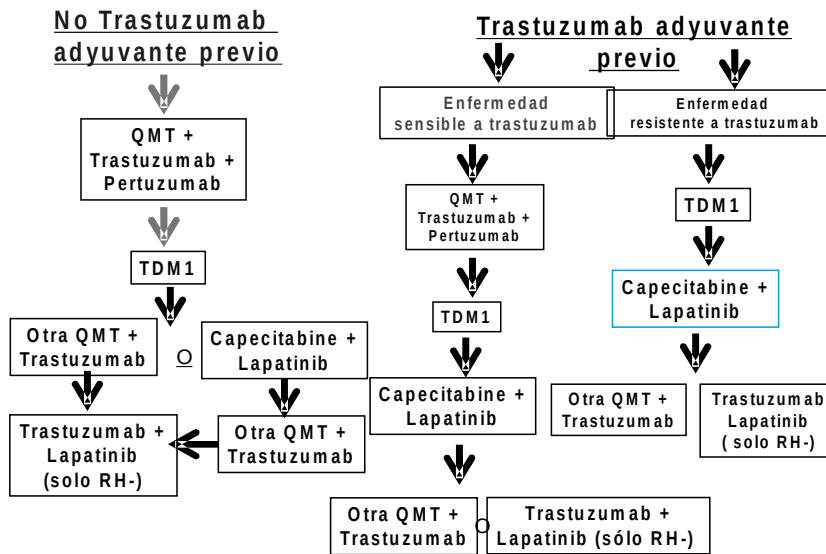 No Trastuzumab
adyuvante previo
QMT +
Trastuzumab +
Pertuzumab
TDM1
Otra QMT +
Trastuzumab
O
Capecitabine +
Lapatinib
Trastuzumab +
Lapatinib
(solo RH-)
Otra QMT +
Trastuzumab
Trastuzumab adyuvante
previo
Enfermedad
sensible a trastuzumab
QMT +
Trastuzumab +
Pertuzumab
TDM1
Capecitabine +
Lapatinib
Otra QMT +
Trastuzumab
O
Trastuzumab +
Lapatinib (sólo RH-)
Enfermedad
resistente a trastuzumab
TDM1
Capecitabine +
Lapatinib
Otra QMT +
Trastuzumab
Trastuzumab
Lapatinib
( solo RH-)